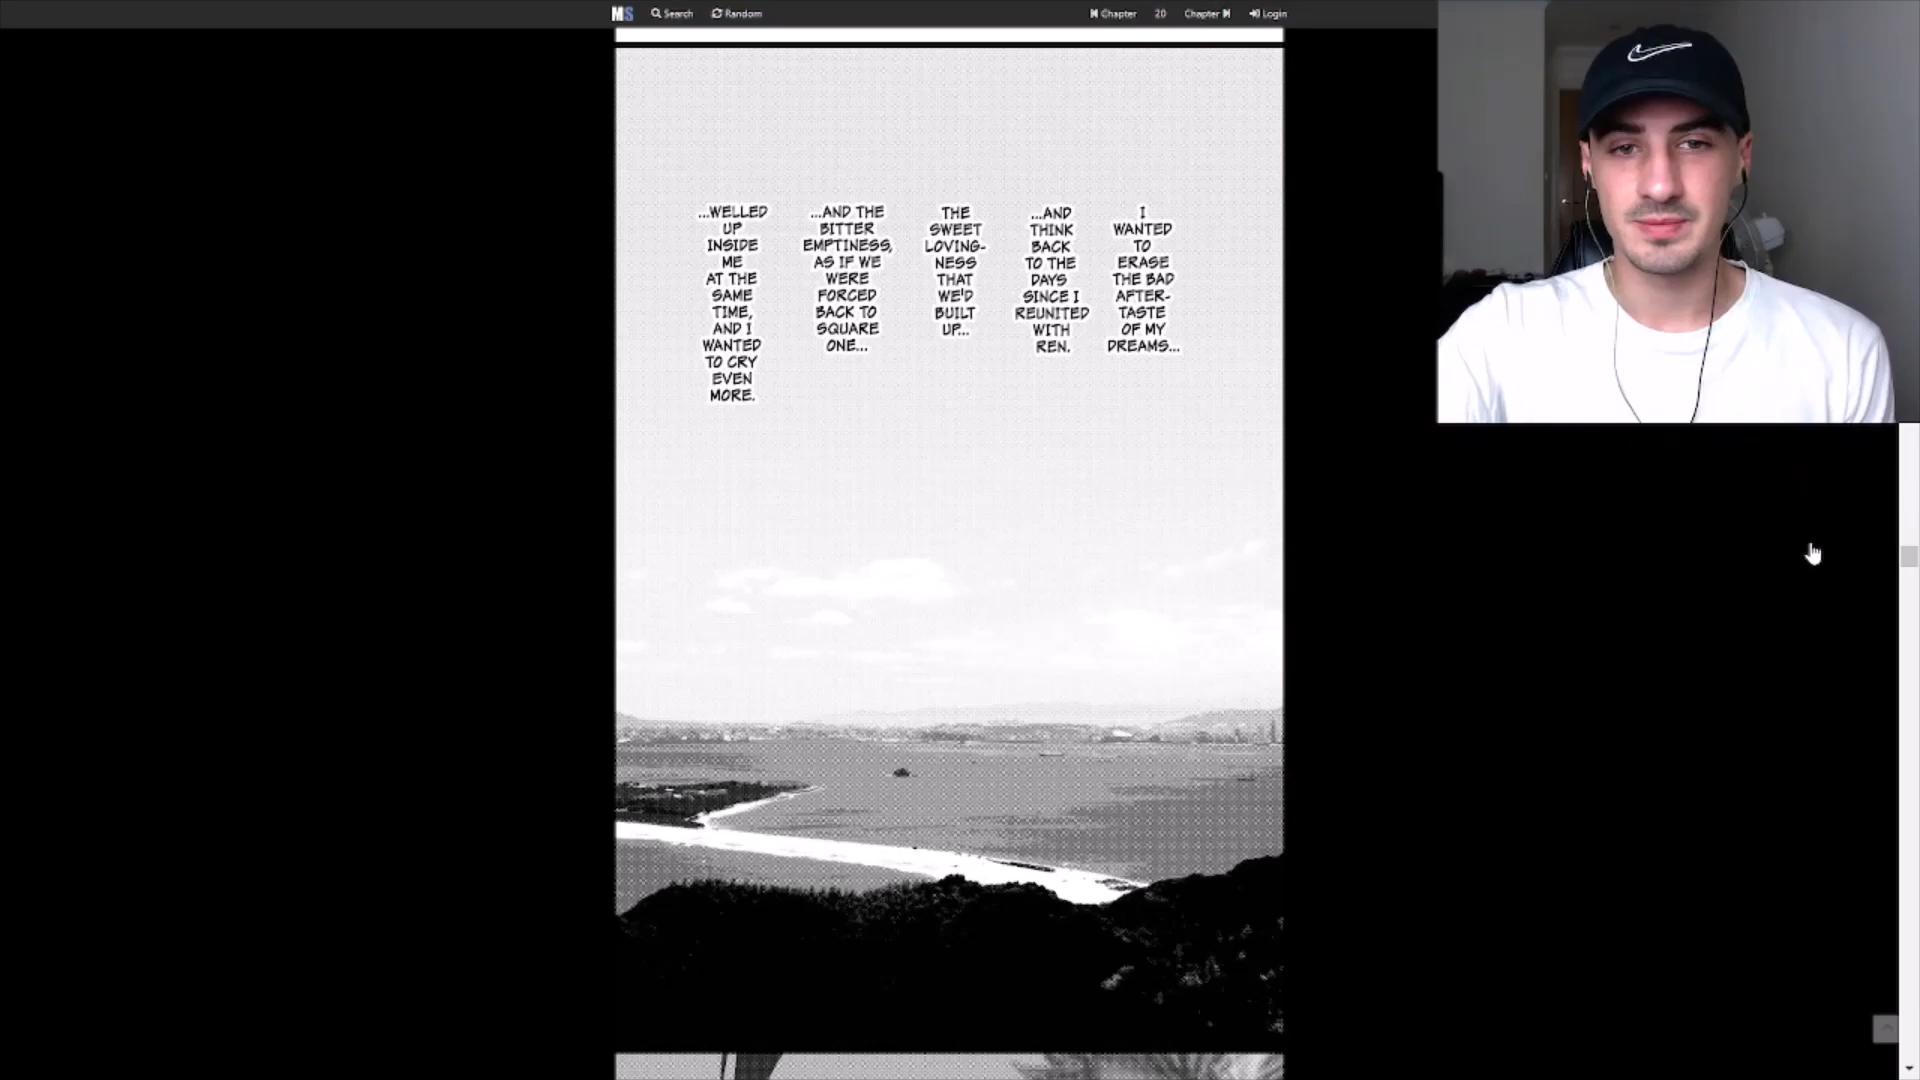 MS Search Random Chapter 20 Chapter Login
I
WANTED
TO
ERASE
THE BAD
AFTER-
TASTE
OF MY
DREAMS...
...AND
THINK
BACK
TO THE
DAYS
SINCE I
REUNITED
WITH
REN.
THE
SWEET
LOVING-
NESS
THAT
WE'D
BUILT
UP...
...AND THE
BITTER
EMPTINESS,
AS IF WE
WERE
FORCED
BACK TO
SQUARE
ONE...
...WELLED
UP
INSIDE
ME
AT THE
SAME
TIME,
AND I
WANTED
TO CRY
EVEN
MORE.